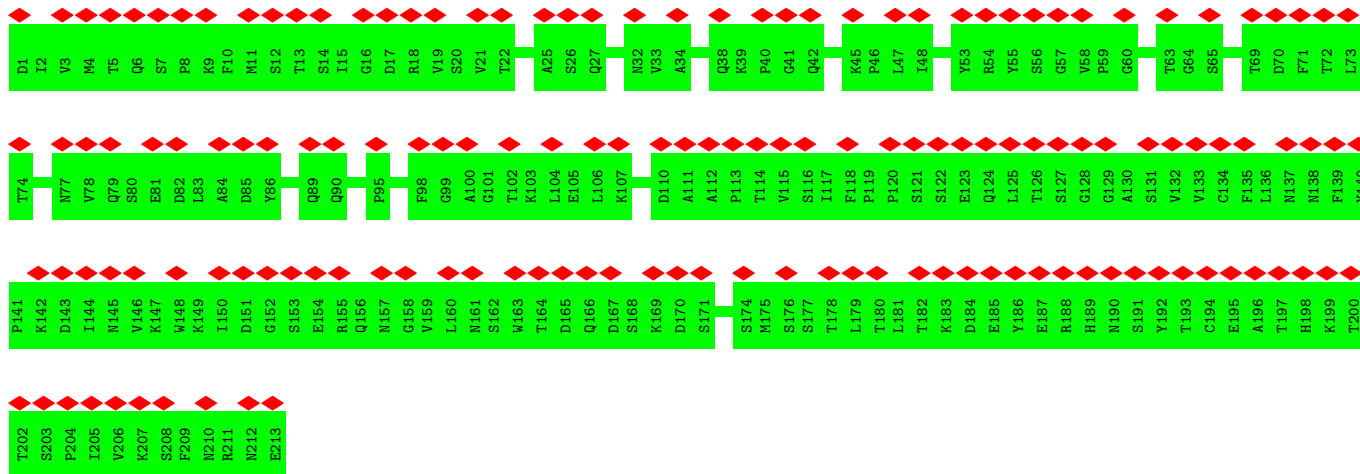 D1 I2 V3 M4 T5 Q6 S7 P8 K9 F10 M11 S12 T13 S14 I15 G16 D17 R18 V19 S20 V21 T22 A25 S26 Q27 N32 V33 A34 Q38 K39 P40 G41 Q42 K45 P46 L47 I48 Y53 R54 Y55 S56 G57 V58 P59 G60 T63 G64 S65 T69 D70 F71 T72 L73
T74 N77 V78 Q79 S80 E81 D82 L83 A84 D85 Y86 Q89 Q90 P95 F98 G99 A100 G101 T102 K103 L104 E105 L106 K107 D110 A111 A112 P113 T114 V115 S116 I117 F118 P119 P120 S121 S122 E123 Q124 L125 T126 S127 G128 G129 A130 S131 V132 V133 C134 F135 L136 N137 N138 F139 Y140
P141 K142 D143 I144 N145 V146 K147 W148 K149 I150 D151 G152 S153 E154 R155 Q156 N157 G158 V159 L160 N161 S162 W163 T164 D165 Q166 D167 S168 K169 D170 S171 S174 M175 S176 S177 T178 L179 T180 L181 T182 K183 D184 E185 Y186 E187 R188 H189 N190 S191 Y192 T193 C194 E195 A196 T197 H198 K199 T200
T202 S203 P204 I205 V206 K207 S208 F209 N210 R211 N212 E213